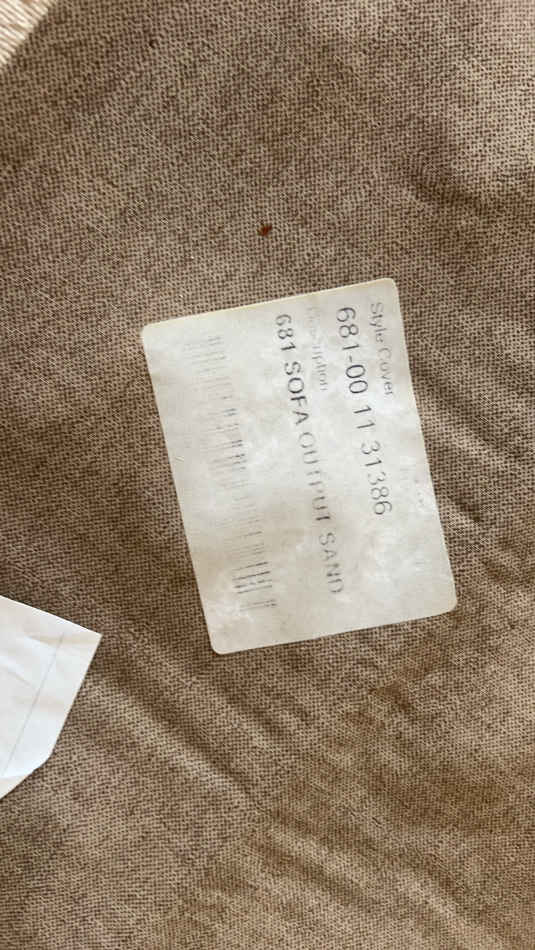 Style Cover
681-00 11 31386
Description
681 SOFA OUTPUT SAND